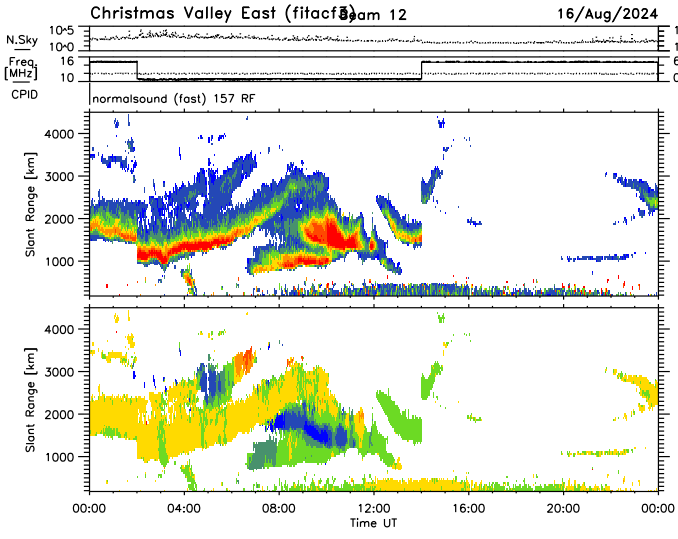 Christmas Valley East (fitacf3) Beam 12 16/Aug/2024
N.Sky 10^5 10^0
Freq. [MHz] 16 10
CPID normalsound (fast) 157 RF
Slant Range [km] 4000 3000 2000 1000
Slant Range [km] 4000 3000 2000 1000
00:00 04:00 08:00 12:00 16:00 20:00 00:00
Time UT